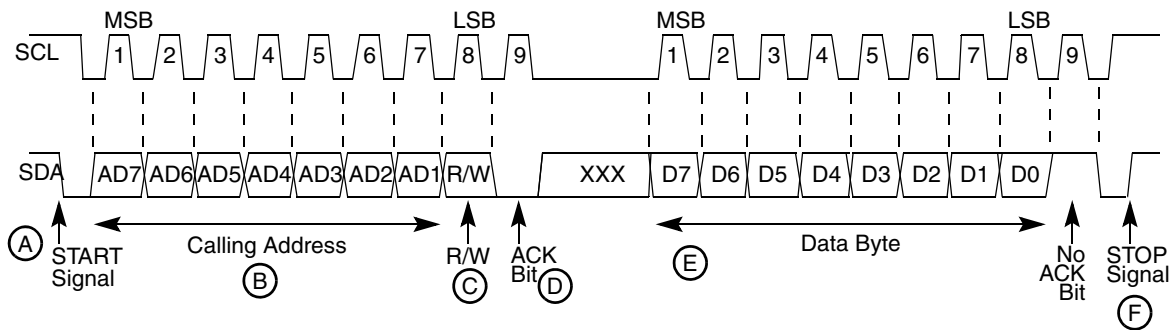 MSB LSB MSB LSB
SCL 1 2 3 4 5 6 7 8 9 1 2 3 4 5 6 7 8 9
SDA AD7 AD6 AD5 AD4 AD3 AD2 AD1 R/W XXX D7 D6 D5 D4 D3 D2 D1 D0
A START Signal
Calling Address
B
R/W
C
ACK Bit D
E
Data Byte
No ACK Bit
STOP Signal
F